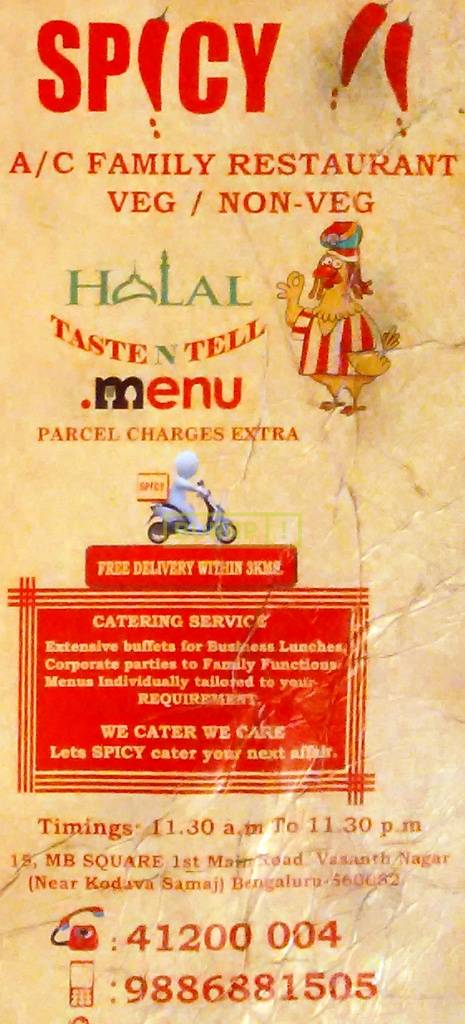 SPICY
A/C FAMILY RESTAURANT
VEG / NON-VEG
HALAL
TASTE N TELL
.menu
PARCEL CHARGES EXTRA
SPICY
FREE DELIVERY WITHIN 3KMS.
CATERING SERVICE
Extensive buffets for Business Lunches,
Corporate parties to Family Functions
Menus Individually tailored to your
REQUIREMENT
WE CATER WE CARE
Lets SPICY cater your next affair.
Timings: 11.30 a.m To 11.30 p.m
MB SQUARE 1st Main Road Vasanth Nagar
(Near Kodava Samaj) Bengaluru-560052
: 41200 004
: 9886881505